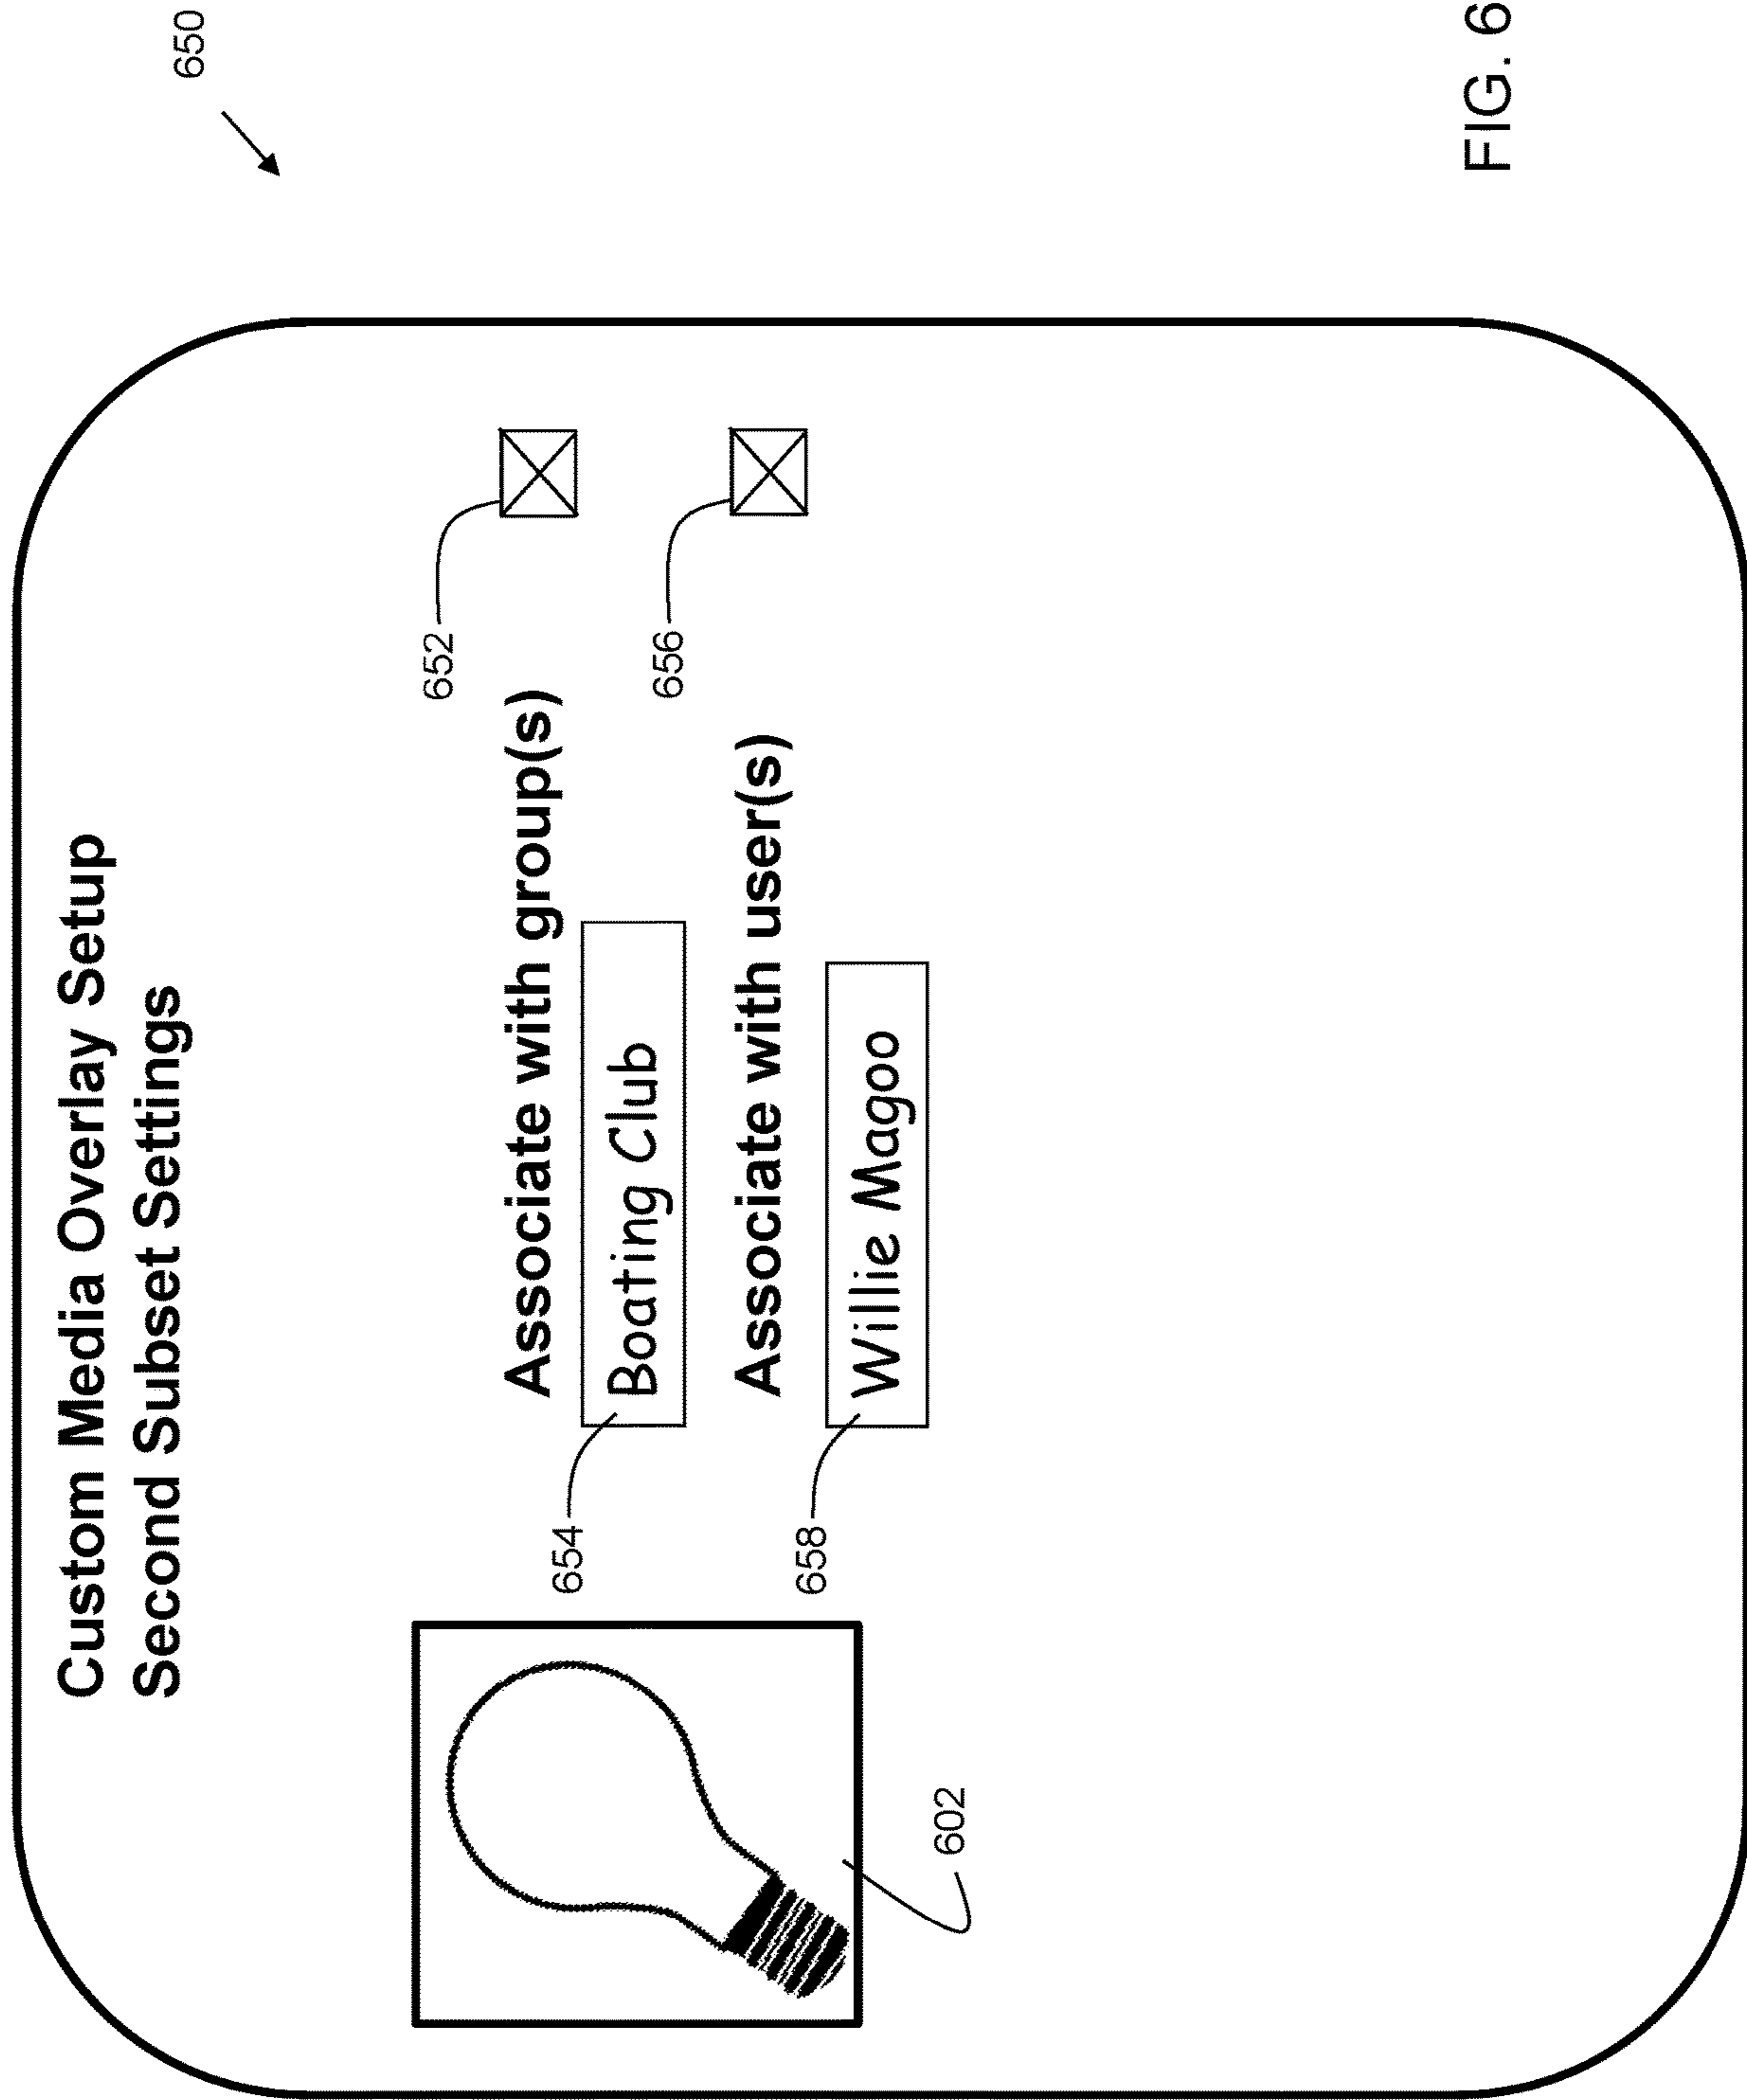 650
Custom Media Overlay Setup
Second Subset Settings
652
Associate with group(s)
654
Boating Club
656
Associate with user(s)
658
Willie Magoo
602
FIG. 6